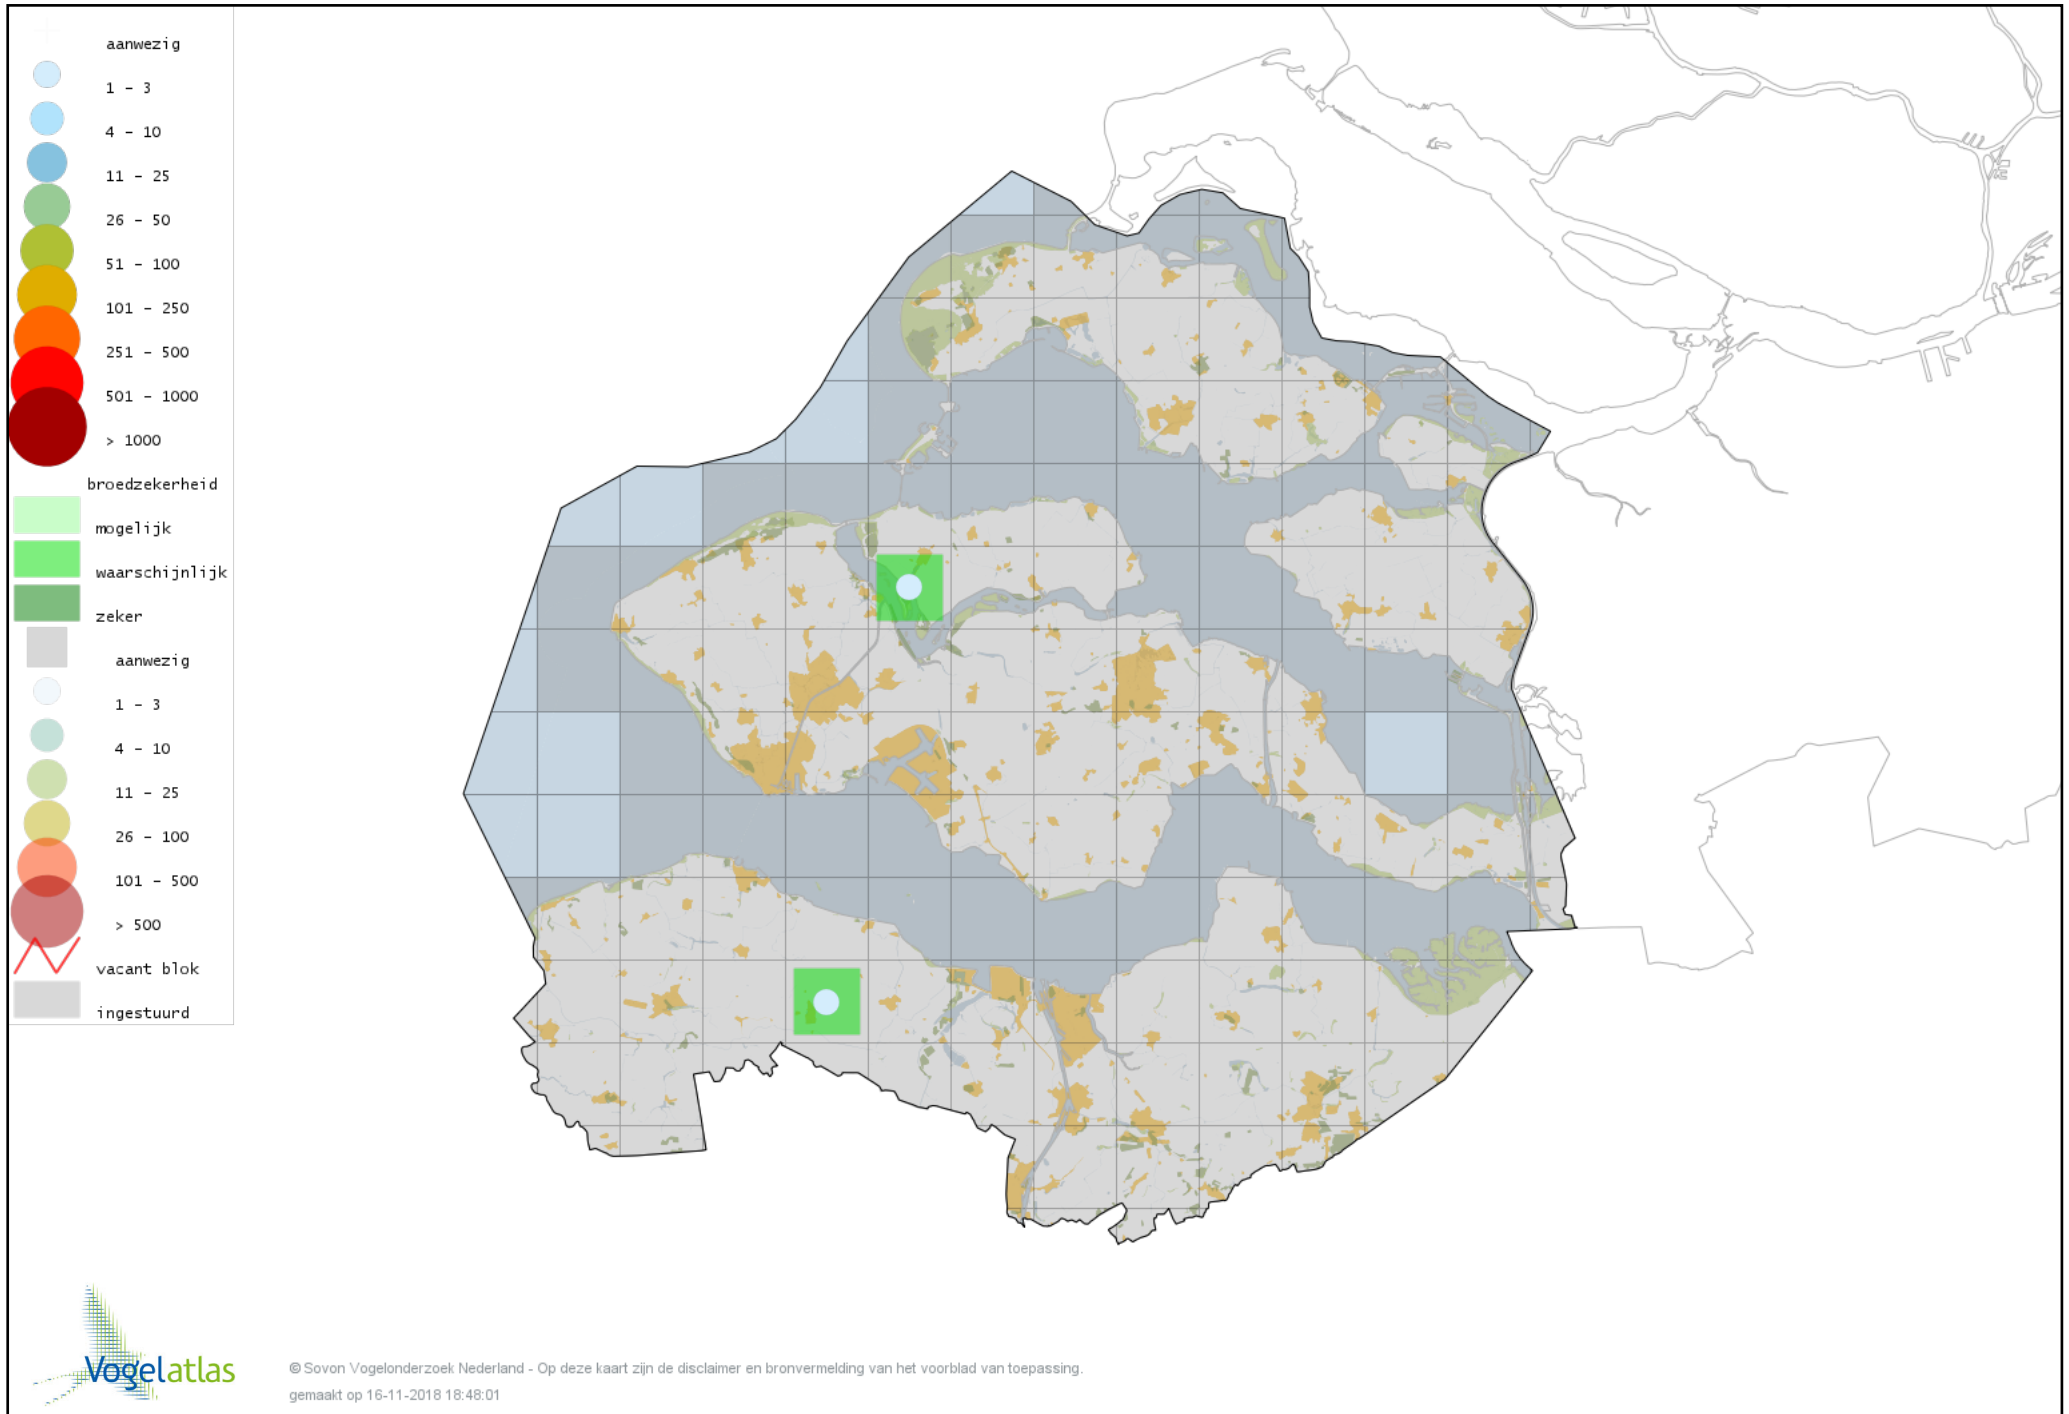 aanwezig
1 - 3
4 - 10
11 - 25
26 - 50
51 - 100
101 - 250
251 - 500
501 - 1000
> 1000
broedzekerheid
mogelijk
waarschijnlijk
zeker
aanwezig
1 - 3
4 - 10
11 - 25
26 - 100
101 - 500
> 500
vacant blok
ingestuurd
Vogelatlas
© Sovon Vogelonderzoek Nederland - Op deze kaart zijn de disclaimer en bronvermelding van het voorblad van toepassing.
gemaakt op 16-11-2018 18:48:01